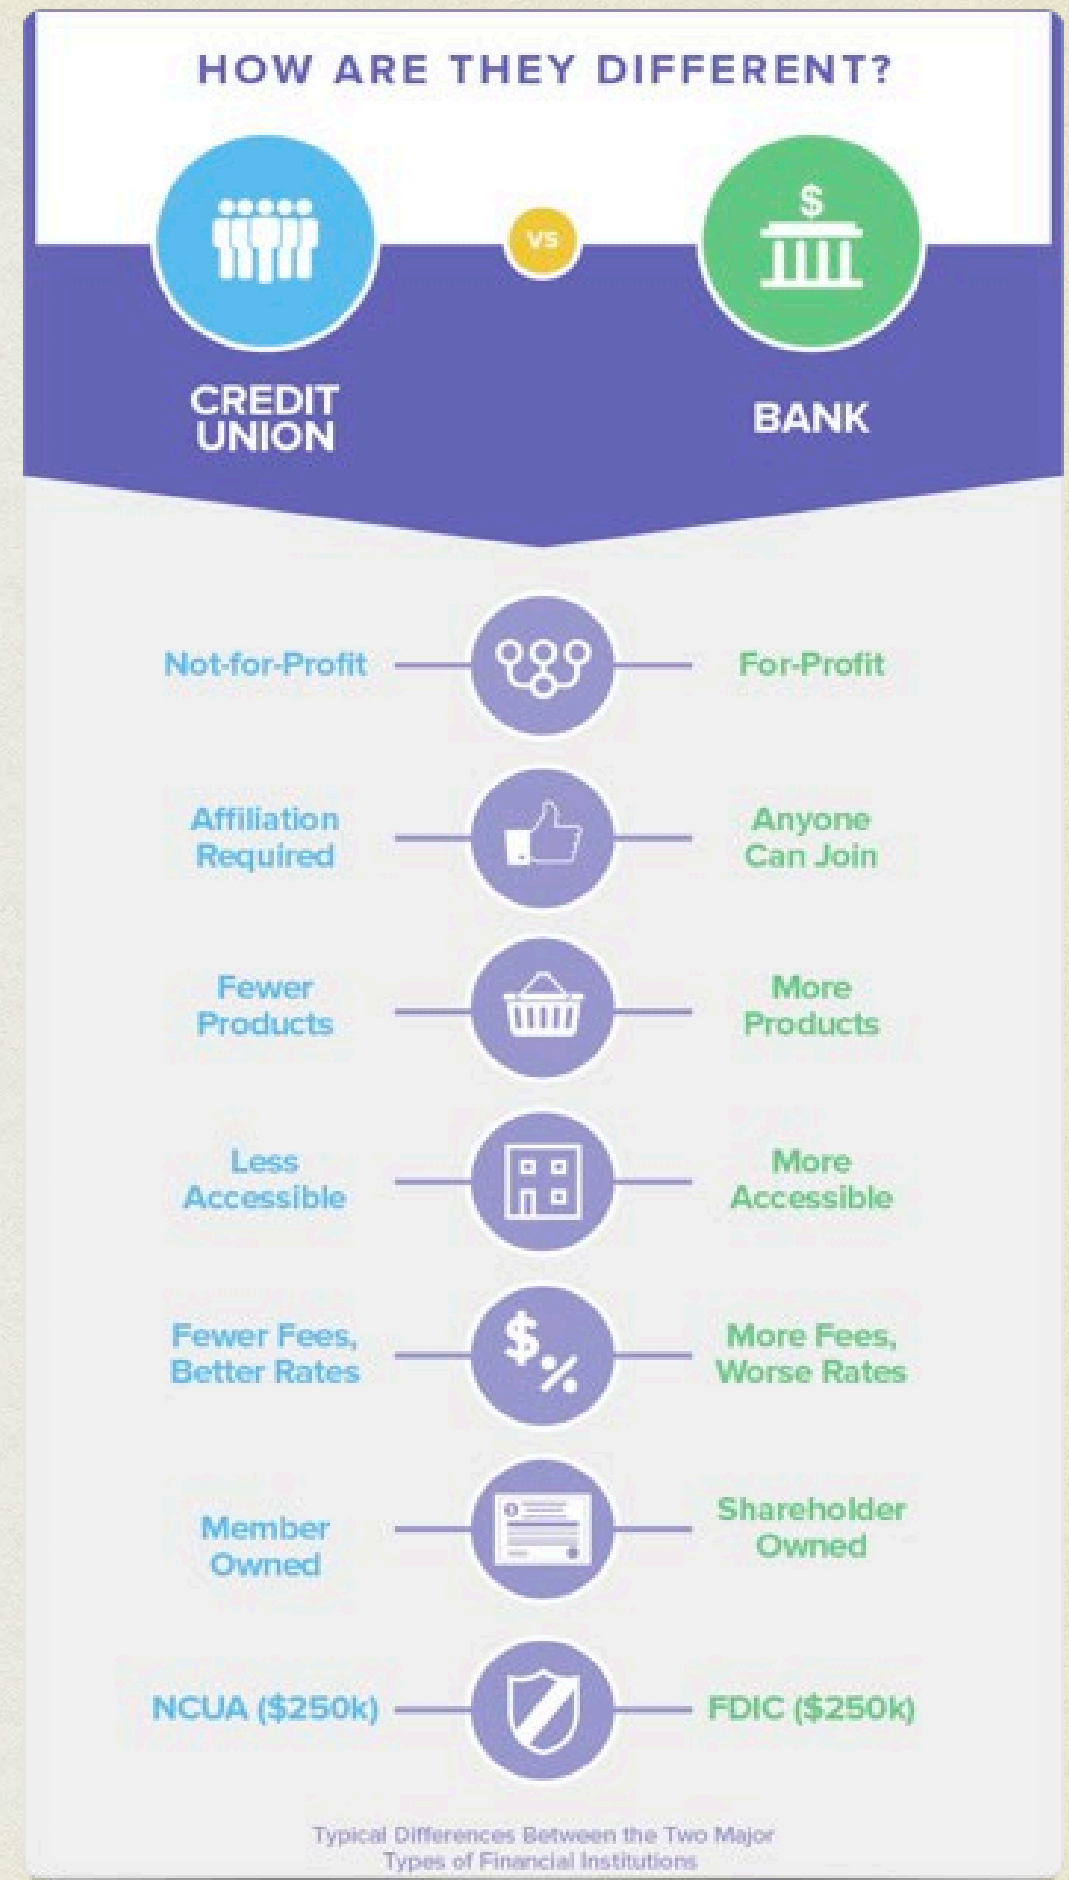 HOW ARE THEY DIFFERENT?
$
VS
CREDIT
UNION
BANK
Not-for-Profit
For-Profit
Affiliation
Required
Anyone
Can Join
Fewer
Products
More
Products
Less
Accessible
More
Accessible
$
%
Fewer Fees,
Better Rates
More Fees,
Worse Rates
Member
Owned
Shareholder
Owned
NCUA ($250k)
FDIC ($250k)
Typical Differences Between the Two Major
Types of Financial Institutions